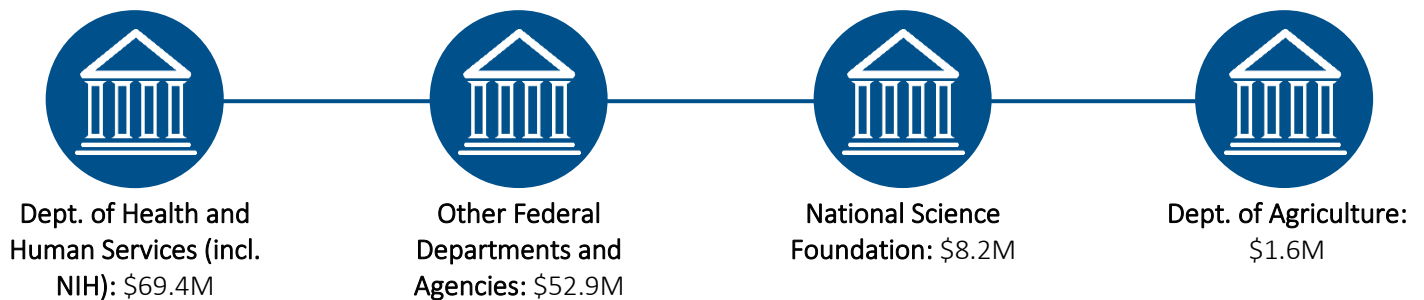 Dept. of Health and
Human Services (incl.
NIH): $69.4M
Other Federal
Departments and
Agencies: $52.9M
National Science
Foundation: $8.2M
Dept. of Agriculture:
$1.6M